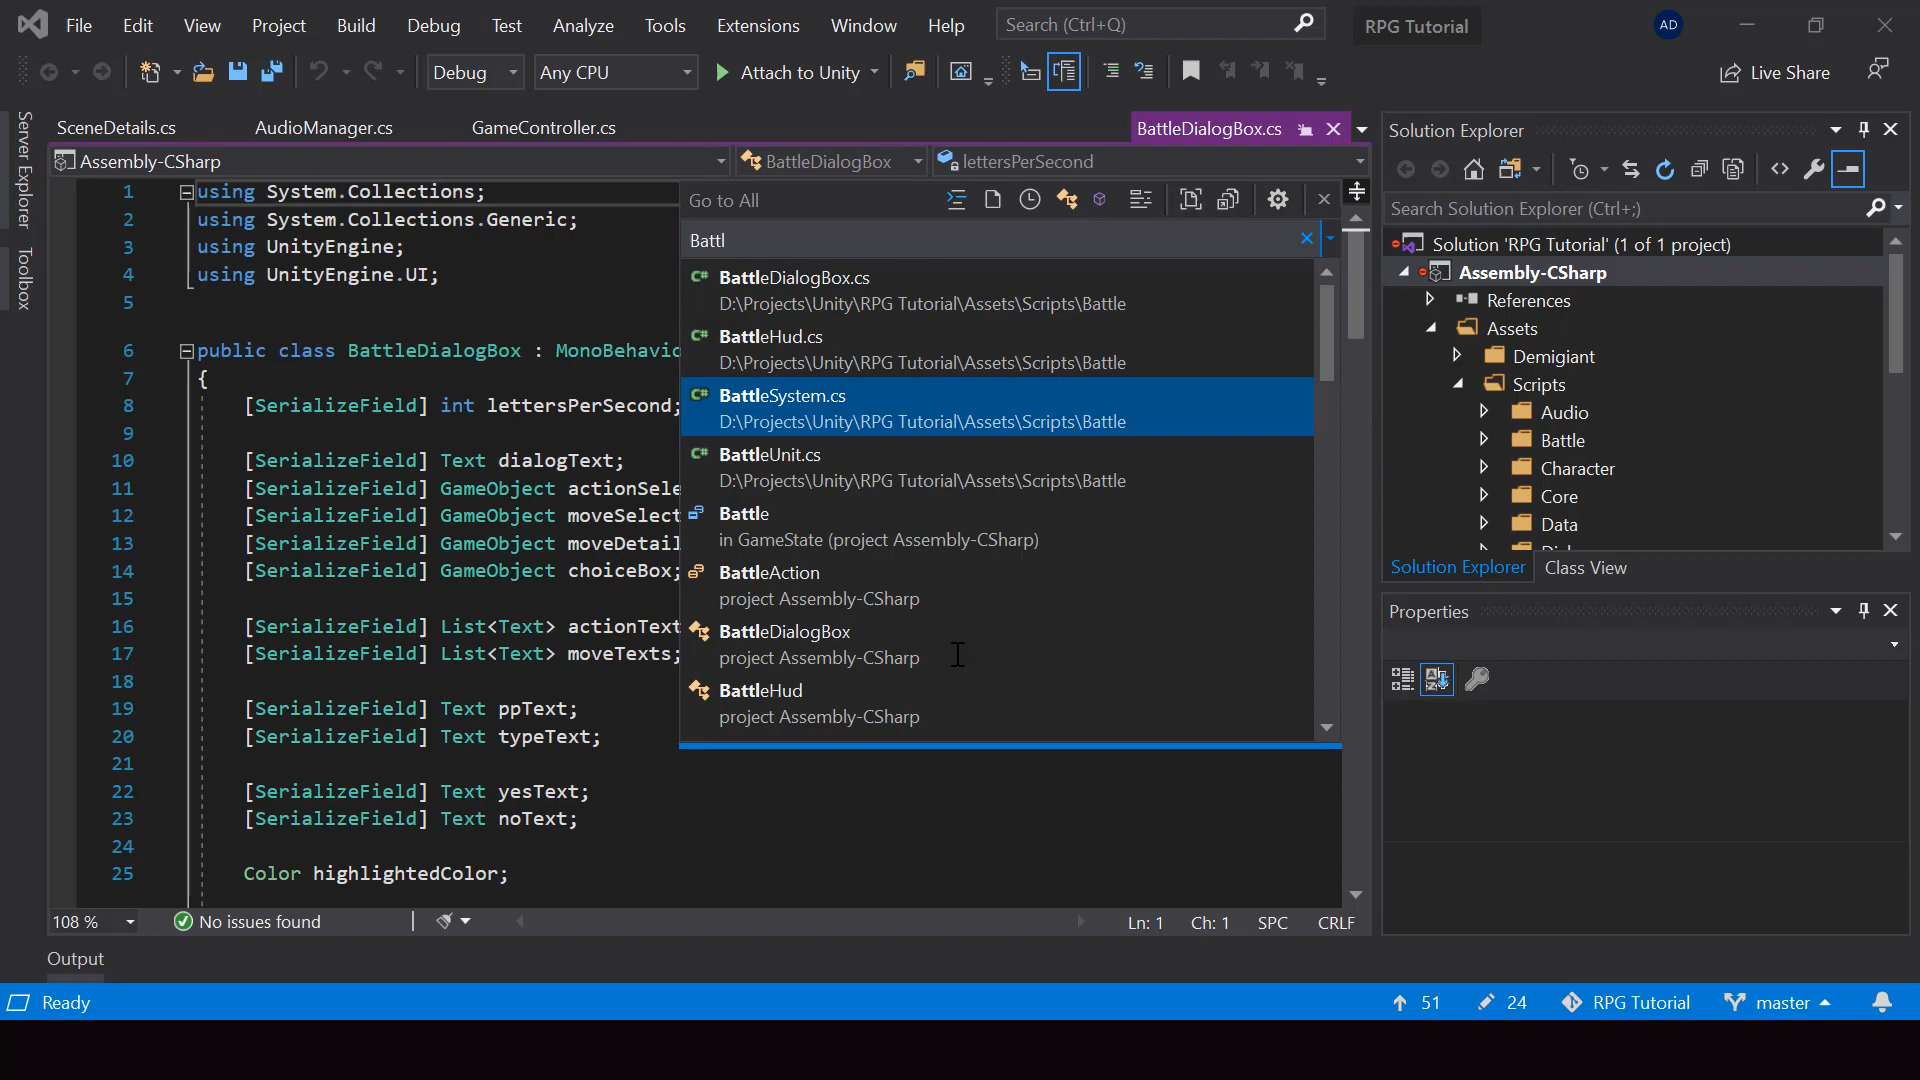 File Edit View Project Build Debug Test Analyze Tools Extensions Window Help Search (Ctrl+Q) RPG Tutorial AD
Debug Any CPU Attach to Unity Live Share
Server Explorer
Toolbox
SceneDetails.cs AudioManager.cs GameController.cs BattleDialogBox.cs
Assembly-CSharp BattleDialogBox lettersPerSecond
1 using System.Collections;
2 using System.Collections.Generic;
3 using UnityEngine;
4 using UnityEngine.UI;
5
6 public class BattleDialogBox : MonoBehavio
7 {
8 [SerializeField] int lettersPerSecond;
9
10 [SerializeField] Text dialogText;
11 [SerializeField] GameObject actionSele
12 [SerializeField] GameObject moveSelect
13 [SerializeField] GameObject moveDetail
14 [SerializeField] GameObject choiceBox;
15
16 [SerializeField] List<Text> actionText
17 [SerializeField] List<Text> moveTexts;
18
19 [SerializeField] Text ppText;
20 [SerializeField] Text typeText;
21
22 [SerializeField] Text yesText;
23 [SerializeField] Text noText;
24
25 Color highlightedColor;
Go to All
Battl
C# BattleDialogBox.cs
D:\Projects\Unity\RPG Tutorial\Assets\Scripts\Battle
C# BattleHud.cs
D:\Projects\Unity\RPG Tutorial\Assets\Scripts\Battle
C# BattleSystem.cs
D:\Projects\Unity\RPG Tutorial\Assets\Scripts\Battle
C# BattleUnit.cs
D:\Projects\Unity\RPG Tutorial\Assets\Scripts\Battle
Battle
in GameState (project Assembly-CSharp)
BattleAction
project Assembly-CSharp
BattleDialogBox
project Assembly-CSharp
BattleHud
project Assembly-CSharp
108 % No issues found Ln: 1 Ch: 1 SPC CRLF
Output
Solution Explorer
Search Solution Explorer (Ctrl+;)
Solution 'RPG Tutorial' (1 of 1 project)
Assembly-CSharp
References
Assets
Demigiant
Scripts
Audio
Battle
Character
Core
Data
Solution Explorer Class View
Properties
Ready 51 24 RPG Tutorial master